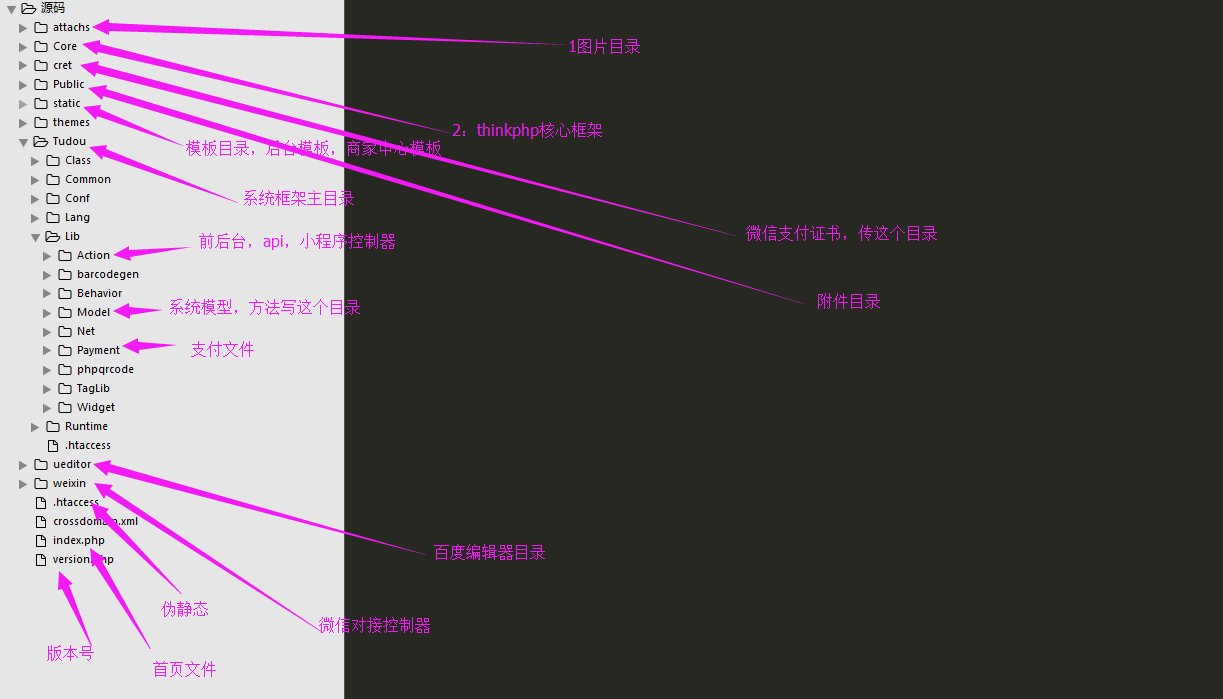 源码
attachs
1图片目录
Core
cret
Public
static
themes
2：thinkphp核心框架
Tudou
模板目录，后台模板，商家中心模板
Class
Common
Conf
系统框架主目录
Lang
Lib
前后台，api，小程序控制器
微信支付证书，传这个目录
Action
barcodegen
Behavior
附件目录
Model
系统模型，方法写这个目录
Net
Payment
支付文件
phpqrcode
TagLib
Widget
Runtime
.htaccess
ueditor
weixin
.htaccess
crossdomain.xml
index.php
百度编辑器目录
version.php
伪静态
微信对接控制器
版本号
首页文件